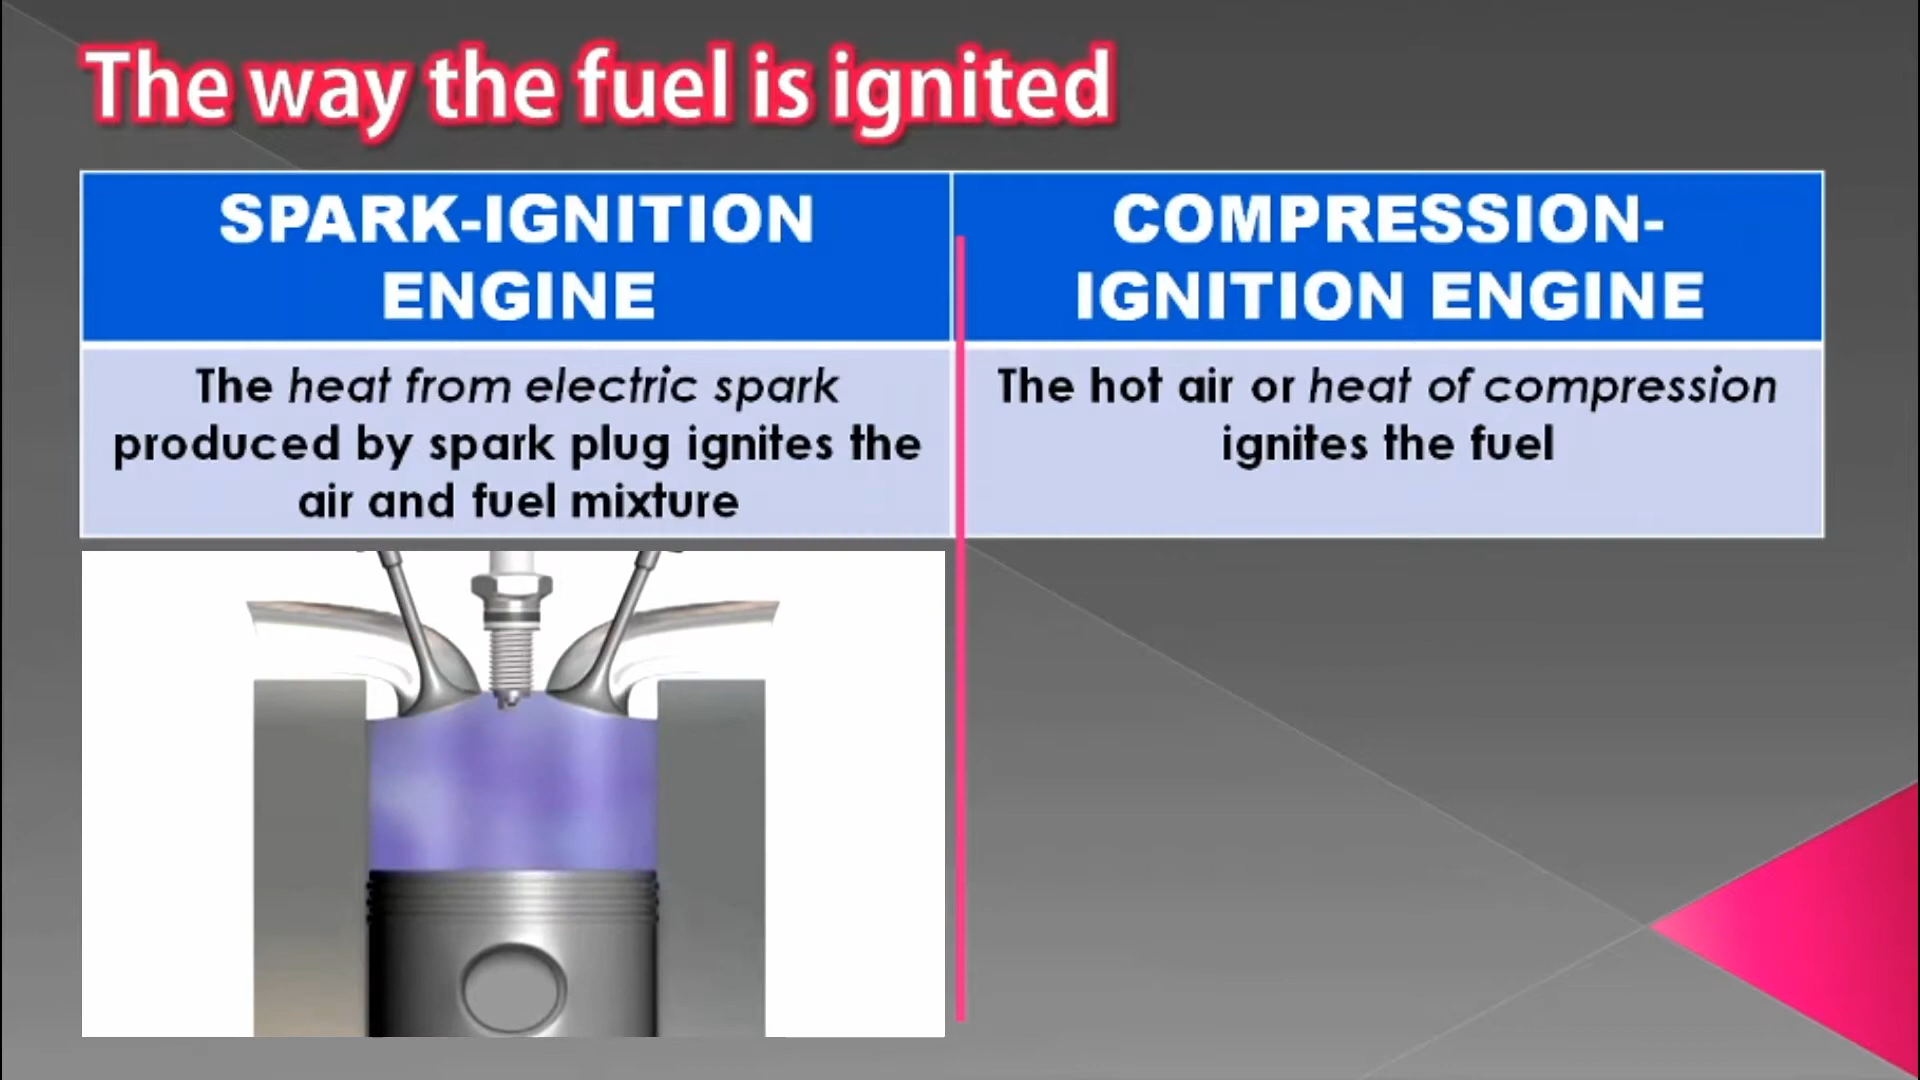 The way the fuel is ignited
SPARK-IGNITION
ENGINE
COMPRESSION-
IGNITION ENGINE
The heat from electric spark
produced by spark plug ignites the
air and fuel mixture
The hot air or heat of compression
ignites the fuel